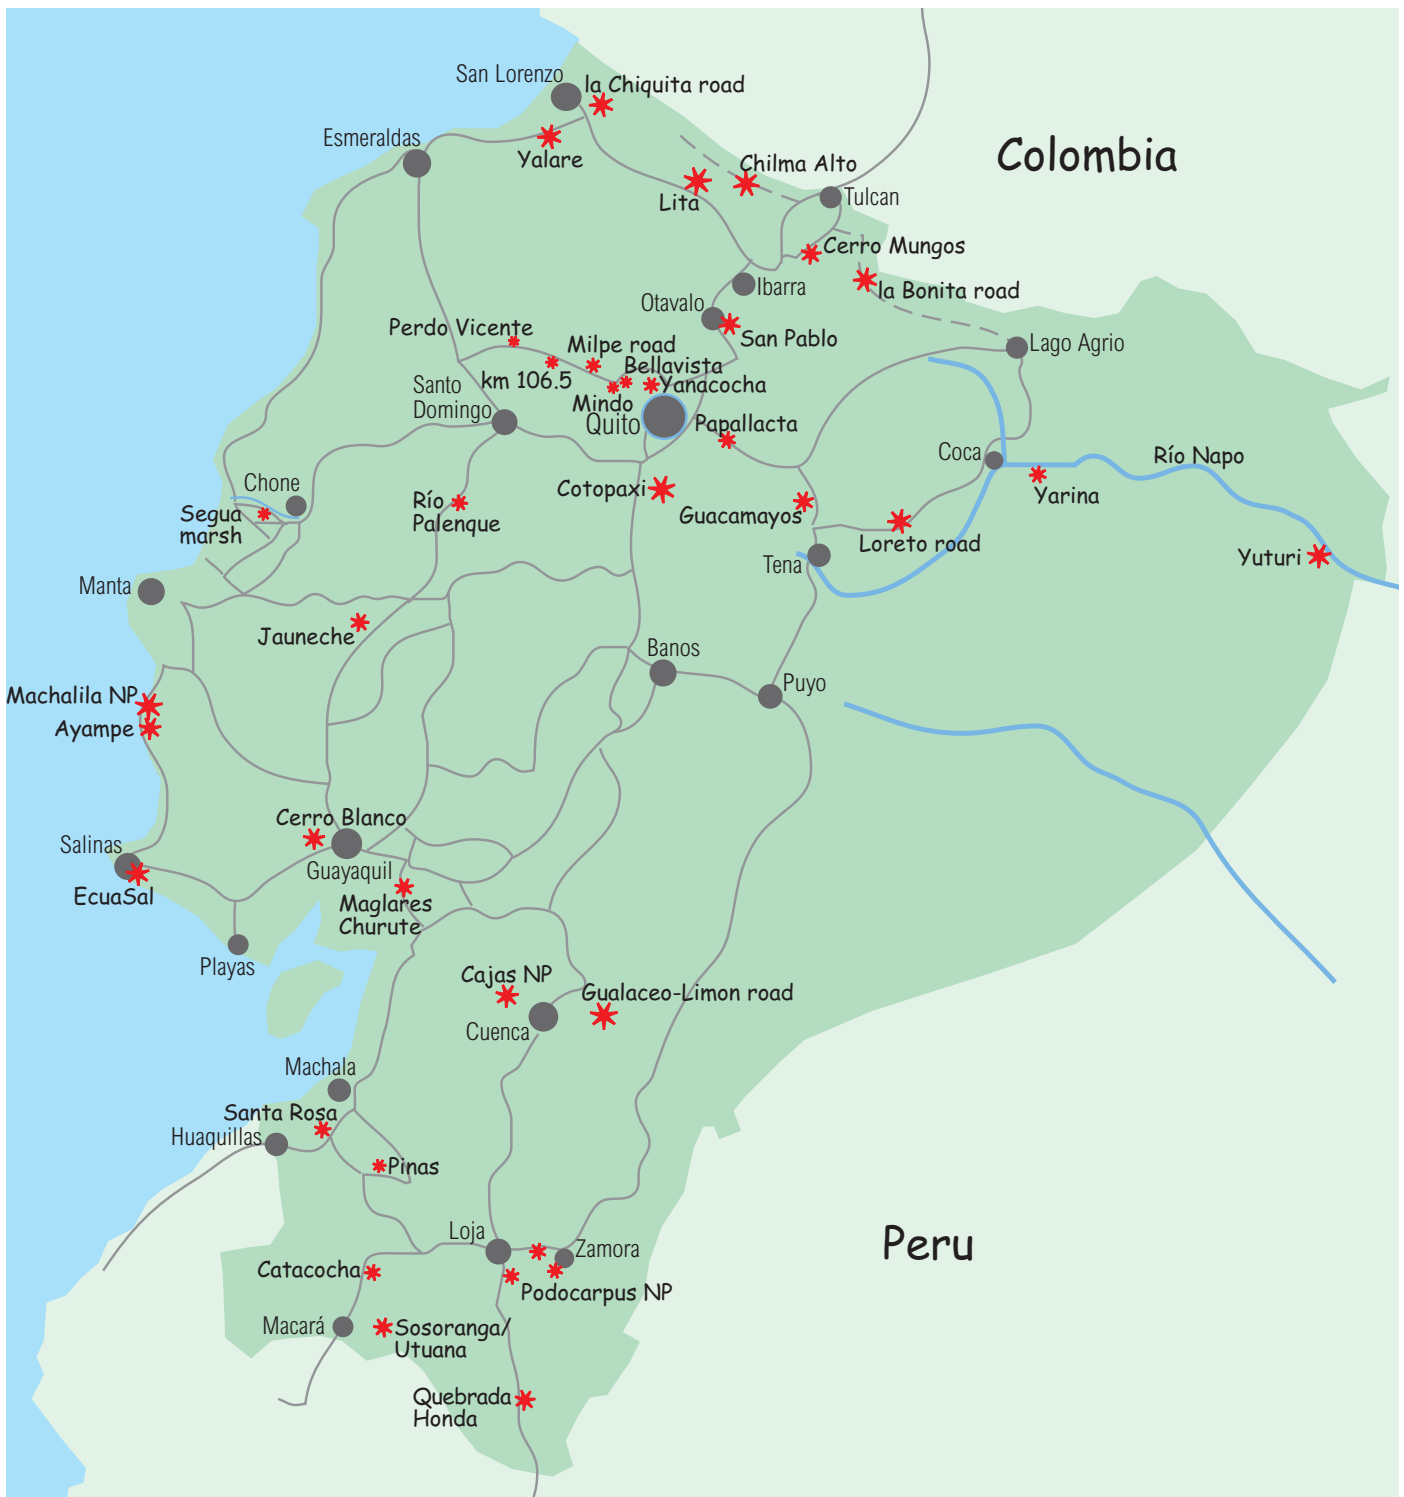 San Lorenzo
la Chiquita road
Esmeraldas
Yalare
Colombia
Chilma Alto
Lita
Tulcan
Cerro Mungos
Ibarra
la Bonita road
Otavalo
San Pablo
Perdo Vicente
Milpe road
Lago Agrio
Bellavista
km 106.5
Yanacocha
Santo
Domingo
Mindo
Quito
Papallacta
Coca
Río Napo
Chone
Cotopaxi
Yarina
Río
Palenque
Segua
marsh
Guacamayos
Loreto road
Yuturi
Tena
Manta
Jauneche
Banos
Puyo
Machalila NP
Ayampe
Cerro Blanco
Salinas
Guayaquil
EcuaSal
Maglares
Churute
Playas
Cajas NP
Gualaceo-Limon road
Cuenca
Machala
Santa Rosa
Huaquillas
Pinas
Loja
Zamora
Peru
Catacocha
Podocarpus NP
Macará
Sosoranga/
Utuana
Quebrada
Honda